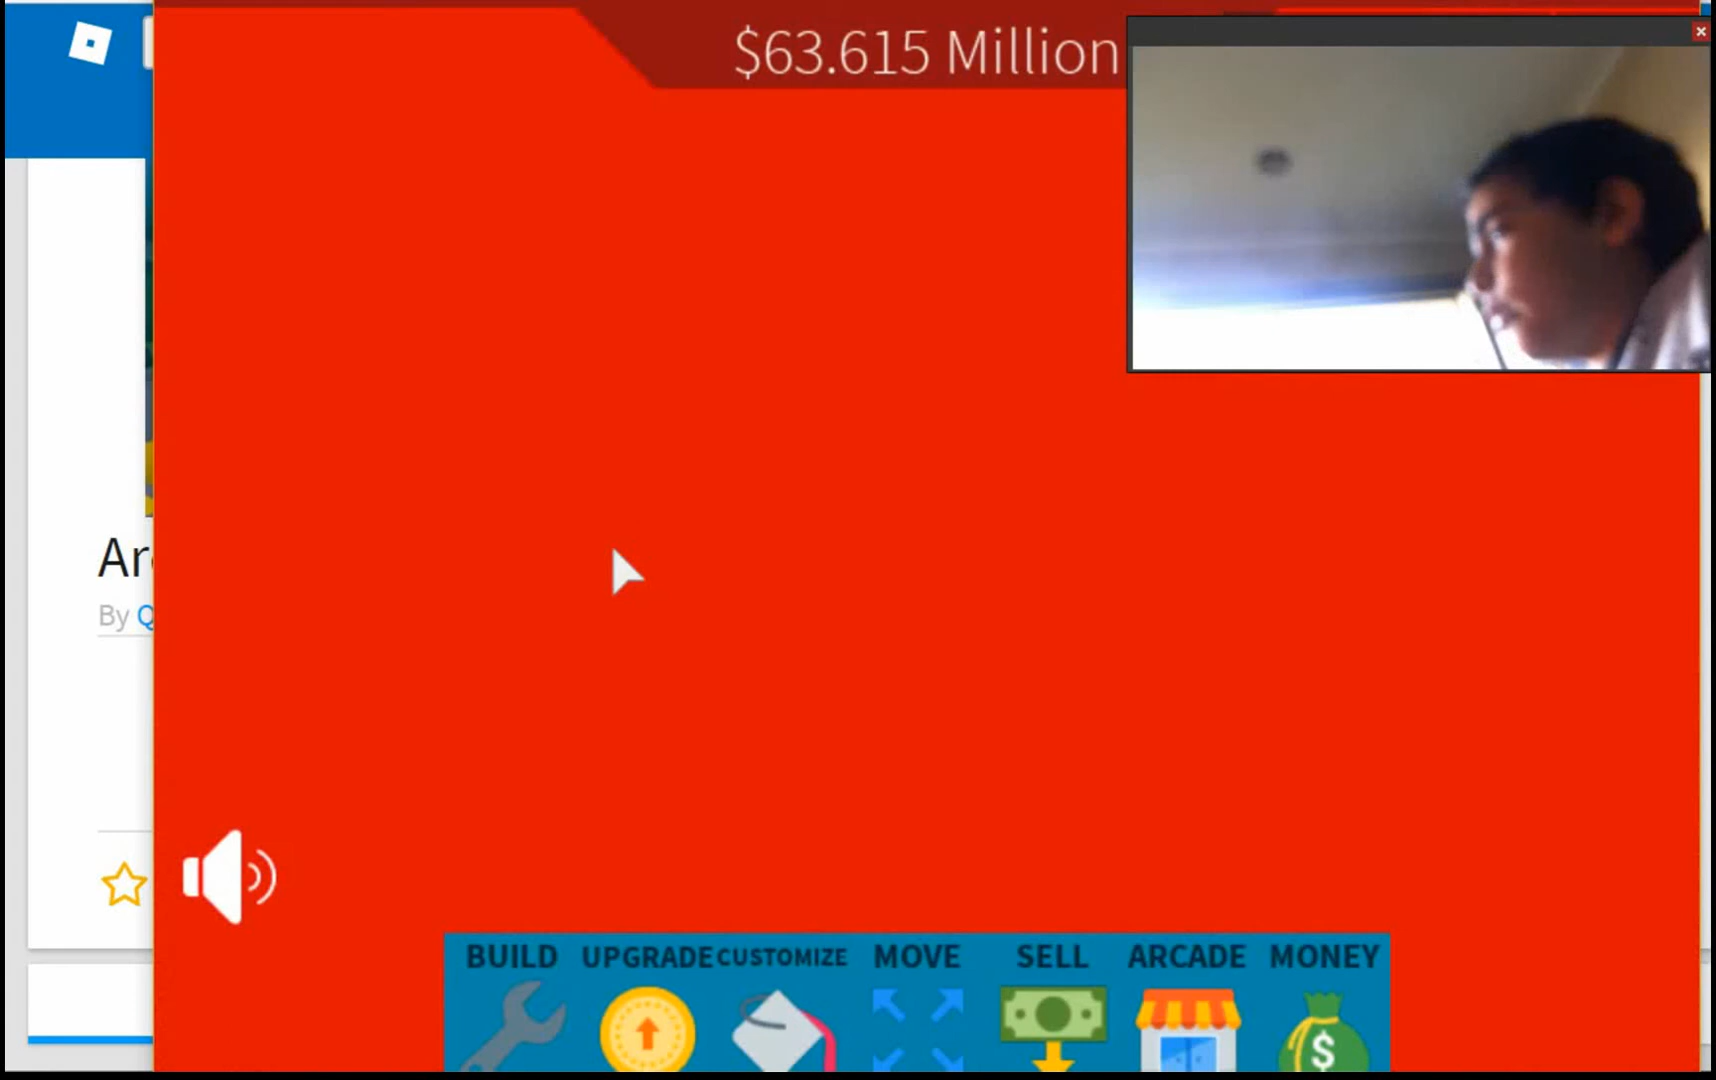 $63.615 Million
Ar
By Q
BUILD UPGRADE CUSTOMIZE MOVE SELL ARCADE MONEY